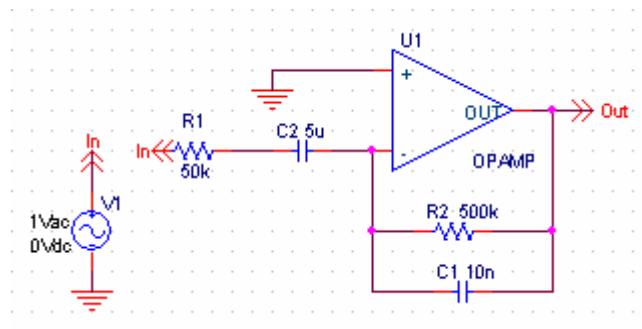 U1
+
OUT
Out
-
OPAMP
R1
In
50k
C2 5u
In
V1
1Vac
0Vdc
R2 500k
C1 10n